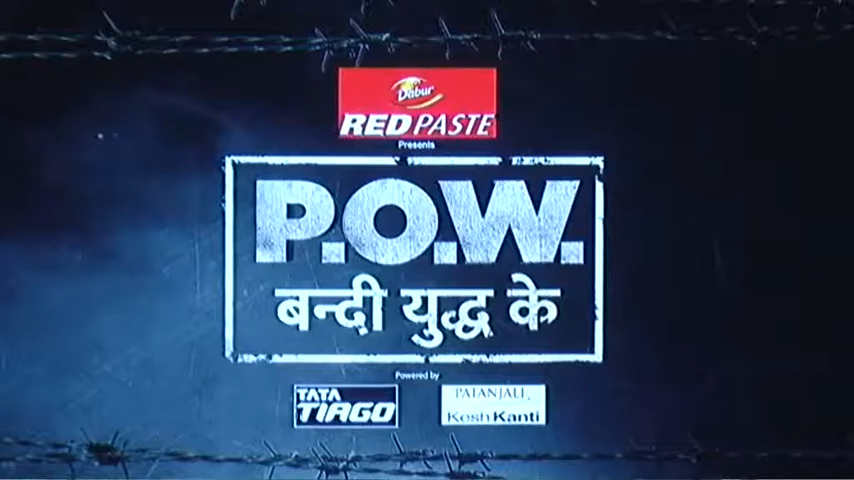 Dabur
RED PASTE
Presents
P.O.W.
बन्दी युद्ध के
Powered by
TATA
TIAGO
PATANJALI
Kesh Kanti